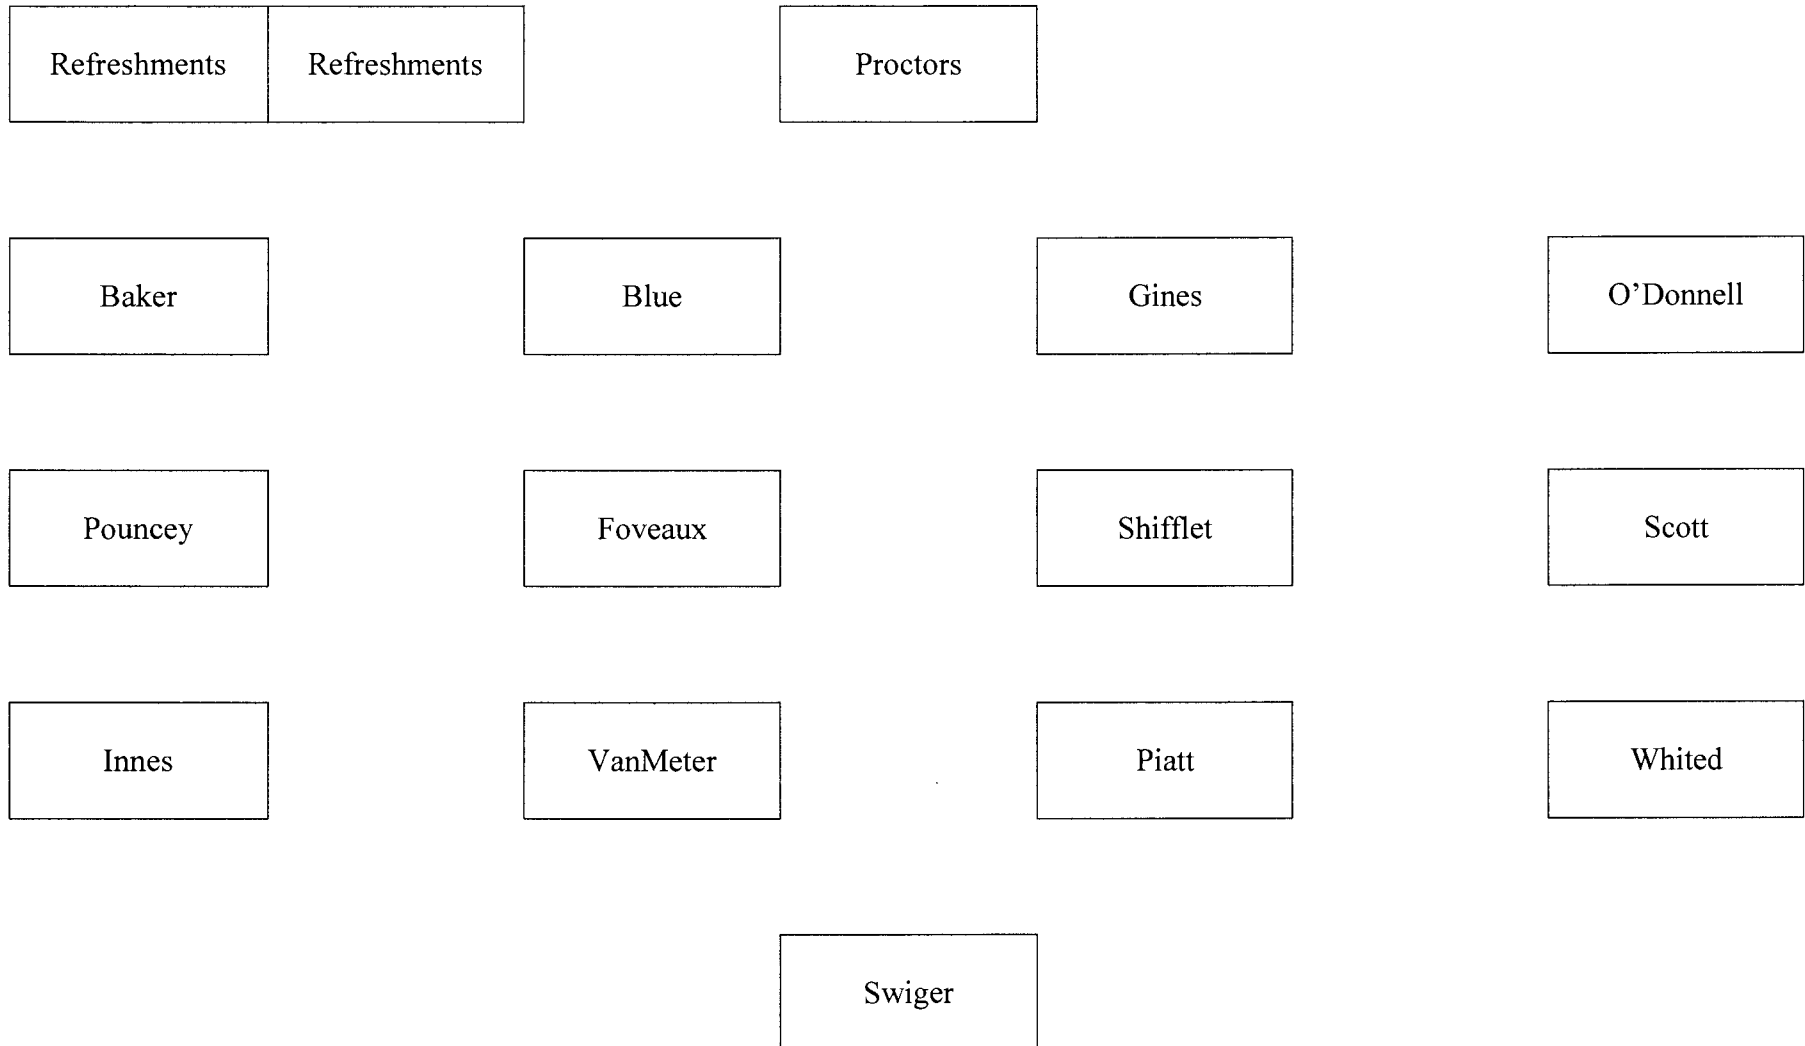 Refreshments Refreshments Proctors
Baker Blue Gines O'Donnell
Pouncey Foveaux Shifflet Scott
Innes VanMeter Piatt Whited
Swiger